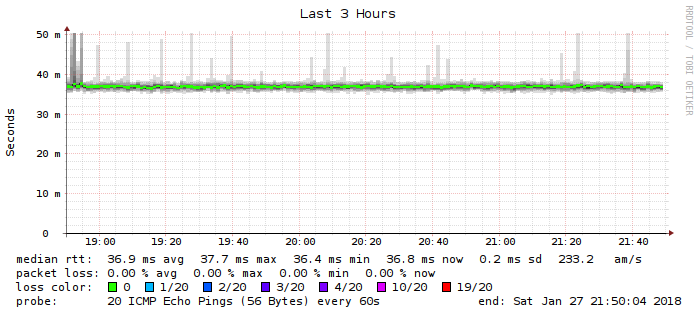 Last 3 Hours
RRDTOOL / TOBI OETIKER
Seconds
50 m
40 m
30 m
20 m
10 m
0
19:00 19:20 19:40 20:00 20:20 20:40 21:00 21:20 21:40
median rtt: 36.9 ms avg 37.7 ms max 36.4 ms min 36.8 ms now 0.2 ms sd 233.2 am/s
packet loss: 0.00 % avg 0.00 % max 0.00 % min 0.00 % now
loss color: 0 1/20 2/20 3/20 4/20 10/20 19/20
probe: 20 ICMP Echo Pings (56 Bytes) every 60s end: Sat Jan 27 21:50:04 2018